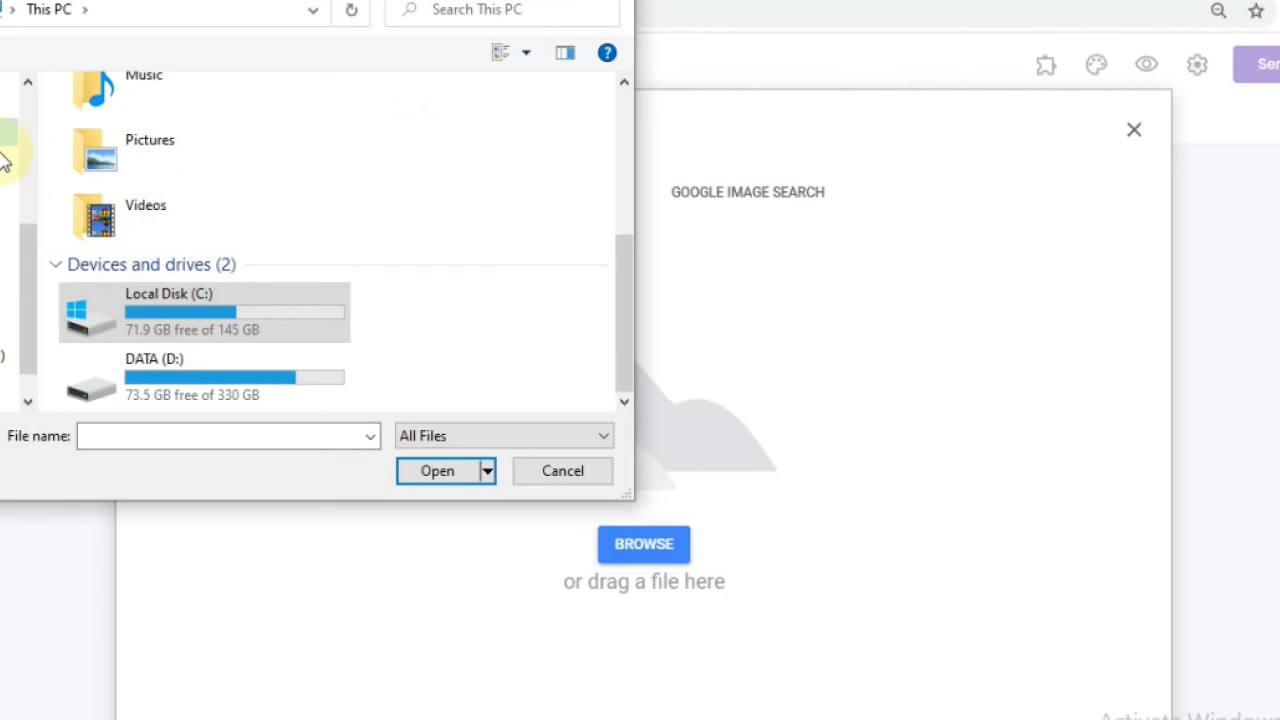 This PC
Search This PC
Music
Pictures
Videos
Devices and drives (2)
Local Disk (C:)
71.9 GB free of 145 GB
DATA (D:)
73.5 GB free of 330 GB
File name:
All Files
Open
Cancel
GOOGLE IMAGE SEARCH
BROWSE
or drag a file here